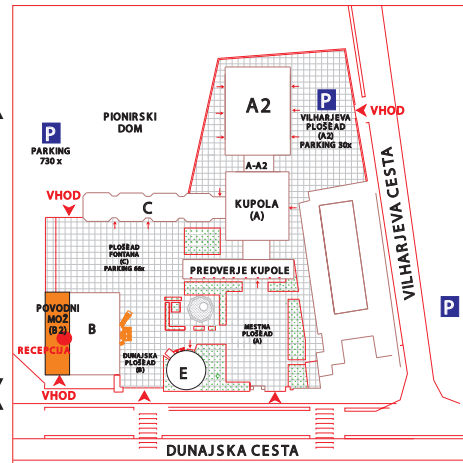 A2
P
PIONIRSKI
DOM
VHOD
VILHARJEVA
PLOŠČAD
(A2)
PARKING 30x
P
PARKING
730 x
A-A2
VHOD
C
KUPOLA
(A)
VILHARJEVA CESTA
PLOŠČAD
FONTANA
(C)
PARKING 66x
PREDVERJE KUPOLE
P
POVODNI
MOŽ
(B2)
B
MESTNA
PLOŠČAD
(A)
RECEPCIJA
DUNAJSKA
PLOŠČAD
(B)
E
VHOD
DUNAJSKA CESTA